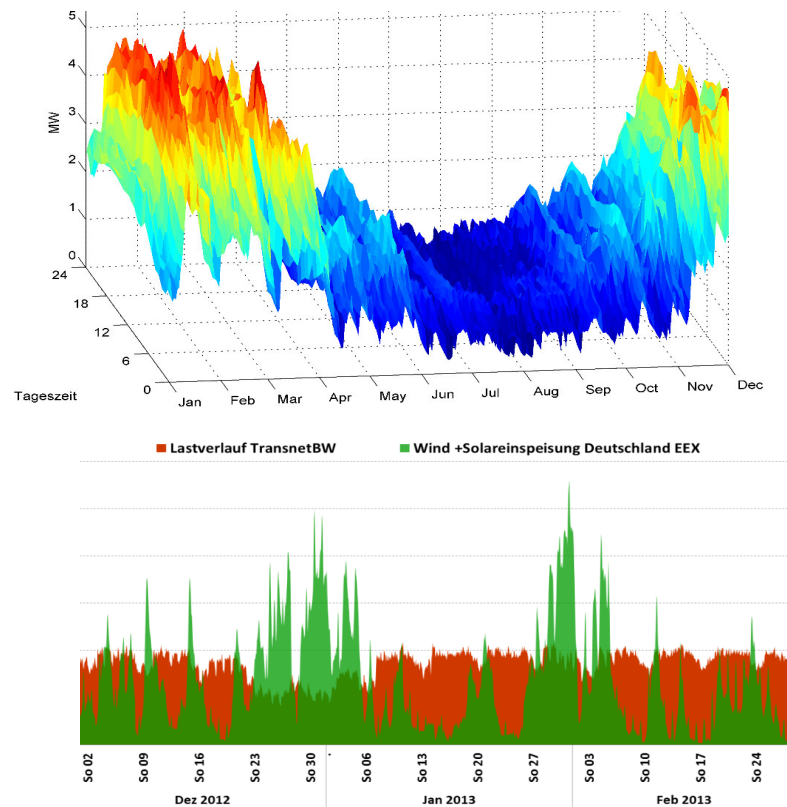 5
4
3
2
1
0
MW
24
18
12
6
0
Tageszeit
Jan
Feb
Mar
Apr
May
Jun
Jul
Aug
Sep
Oct
Nov
Dec
Lastverlauf TransnetBW
Wind +Solareinspeisung Deutschland EEX
So 02
So 09
So 16
So 23
So 30
So 06
So 13
So 20
So 27
So 03
So 10
So 17
So 24
Dez 2012
Jan 2013
Feb 2013